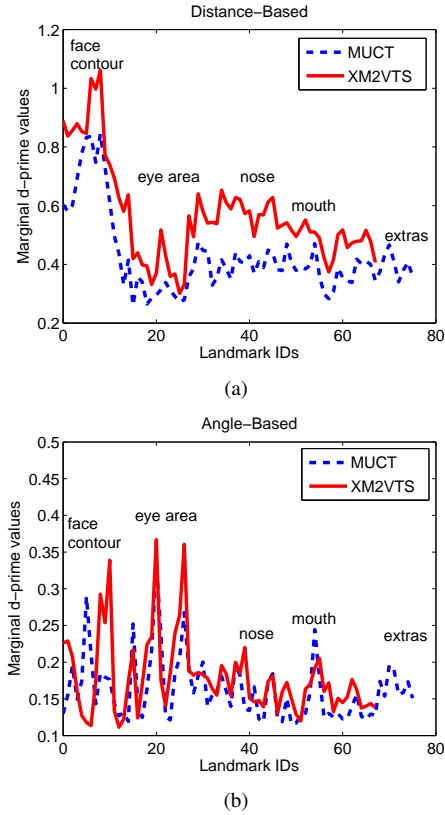 Distance-Based
1.2
1
0.8
0.6
0.4
0.2
Marginal d-prime values
face
contour
eye area
nose
mouth
extras
MUCT
XM2VTS
0 20 40 60 80
Landmark IDs
(a)
Angle-Based
0.5
0.45
0.4
0.35
0.3
0.25
0.2
0.15
0.1
Marginal d-prime values
face
contour
eye area
nose
mouth
extras
MUCT
XM2VTS
0 20 40 60 80
Landmark IDs
(b)